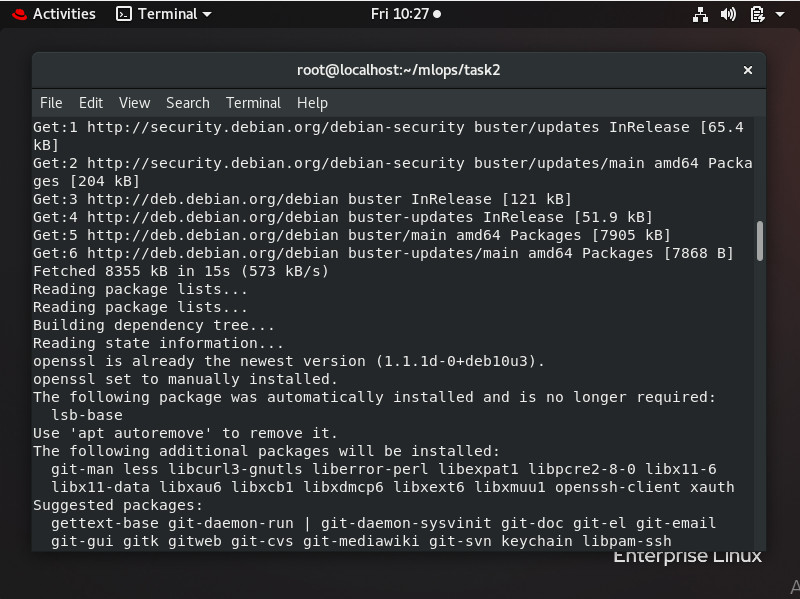 Activities Terminal Fri 10:27
root@localhost:~/mlops/task2 ×
File Edit View Search Terminal Help
Get:1 http://security.debian.org/debian-security buster/updates InRelease [65.4
kB]
Get:2 http://security.debian.org/debian-security buster/updates/main amd64 Packa
ges [204 kB]
Get:3 http://deb.debian.org/debian buster InRelease [121 kB]
Get:4 http://deb.debian.org/debian buster-updates InRelease [51.9 kB]
Get:5 http://deb.debian.org/debian buster/main amd64 Packages [7905 kB]
Get:6 http://deb.debian.org/debian buster-updates/main amd64 Packages [7868 B]
Fetched 8355 kB in 15s (573 kB/s)
Reading package lists...
Reading package lists...
Building dependency tree...
Reading state information...
openssl is already the newest version (1.1.1d-0+deb10u3).
openssl set to manually installed.
The following package was automatically installed and is no longer required:
  lsb-base
Use 'apt autoremove' to remove it.
The following additional packages will be installed:
  git-man less libcurl3-gnutls liberror-perl libexpat1 libpcre2-8-0 libx11-6
  libx11-data libxau6 libxcb1 libxdmcp6 libxext6 libxmuu1 openssh-client xauth
Suggested packages:
  gettext-base git-daemon-run | git-daemon-sysvinit git-doc git-el git-email
  git-gui gitk gitweb git-cvs git-mediawiki git-svn keychain libpam-ssh
Enterprise Linux
A